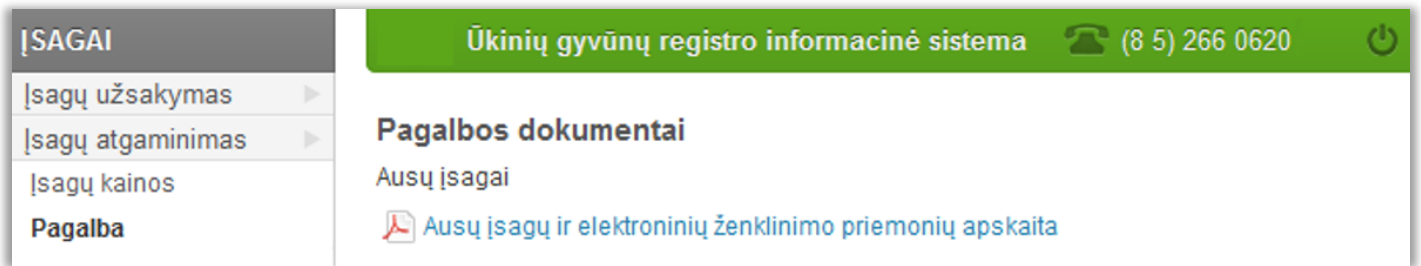 ĮSAGAI
Įsagų užsakymas
Įsagų atgaminimas
Įsagų kainos
Pagalba
Ūkinių gyvūnų registro informacinė sistema (8 5) 266 0620
Pagalbos dokumentai
Ausų įsagai
Ausų įsagų ir elektroninių ženklinimo priemonių apskaita